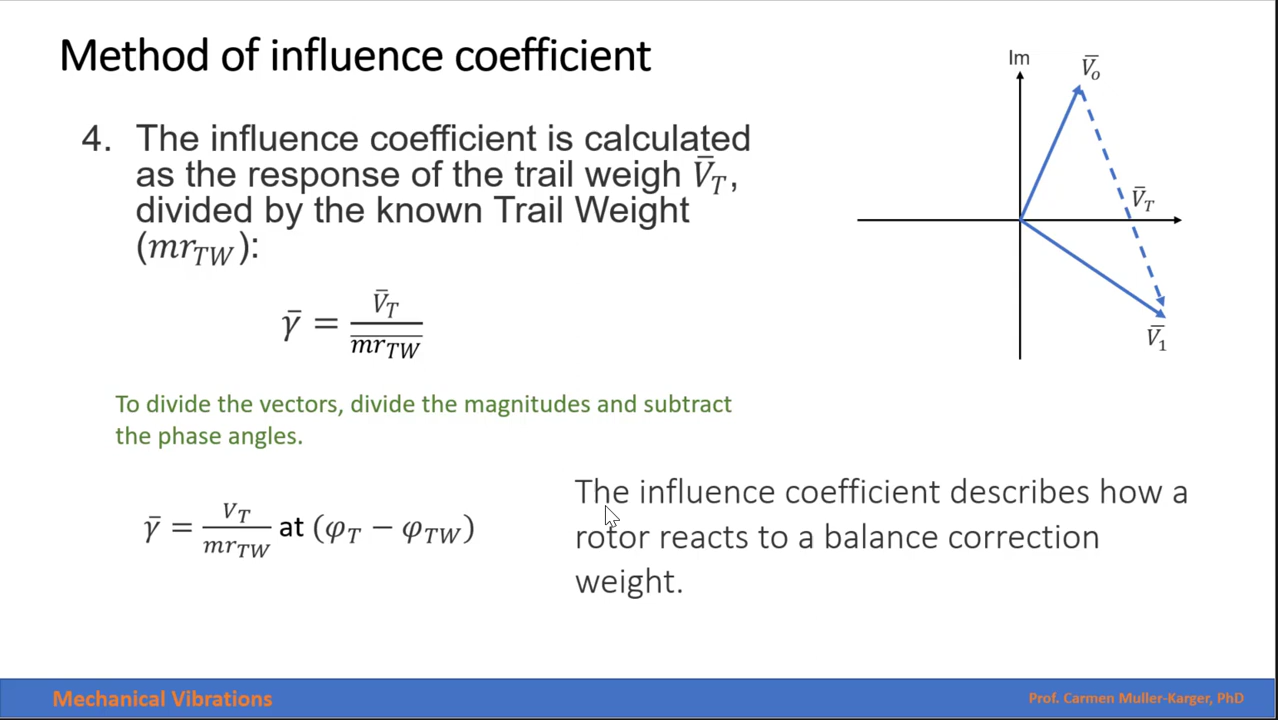 Method of influence coefficient
4. The influence coefficient is calculated
as the response of the trail weigh V̄_T,
divided by the known Trail Weight
(mr_TW):
γ̄ = V̄_T / \overline{mr_TW}
To divide the vectors, divide the magnitudes and subtract
the phase angles.
γ̄ = V_T / mr_TW at (φ_T − φ_TW)
Im
V̄_o
V̄_T
V̄_1
The influence coefficient describes how a
rotor reacts to a balance correction
weight.
Mechanical Vibrations
Prof. Carmen Muller-Karger, PhD